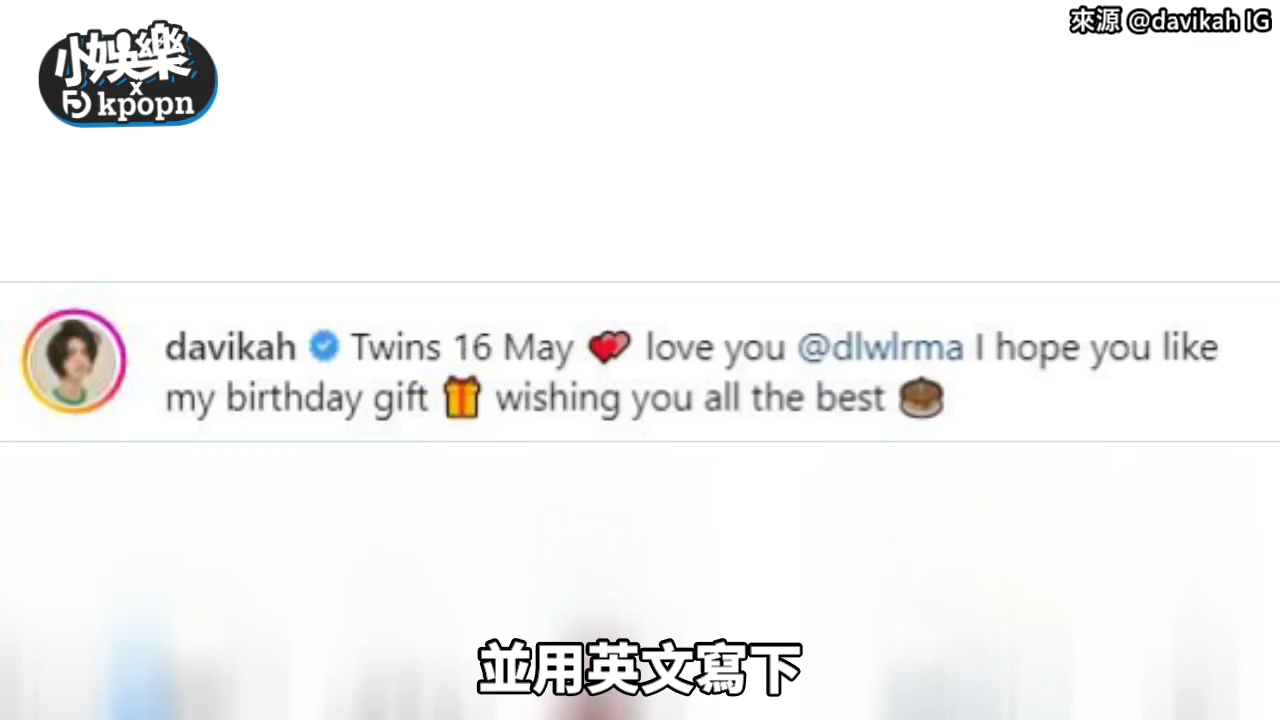 來源 @davikah IG
小娛樂
x
kpopn
davikah Twins 16 May 💕 love you @dlwlrma I hope you like
my birthday gift 🎁 wishing you all the best 🎂
並用英文寫下